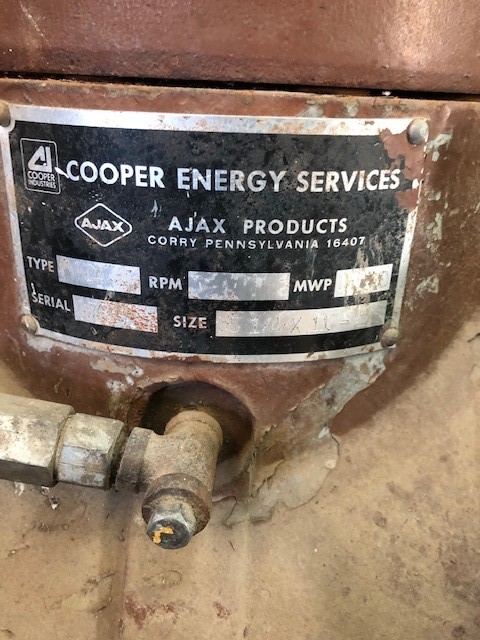 COOPER
INDUSTRIES
COOPER ENERGY SERVICES
AJAX
AJAX PRODUCTS
CORRY PENNSYLVANIA 16407
TYPE RPM MWP
SERIAL SIZE